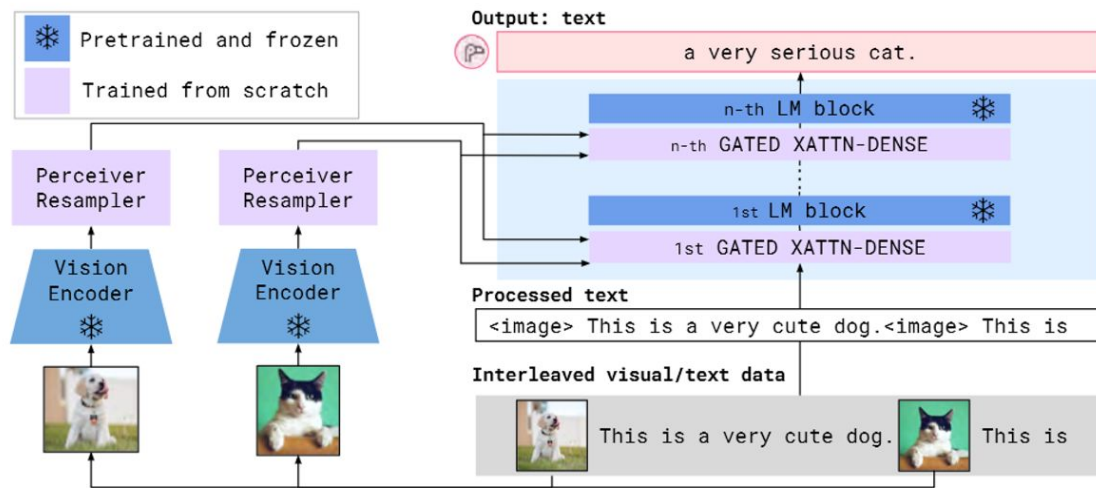 Pretrained and frozen
Trained from scratch
Perceiver
Resampler
Vision
Encoder
Perceiver
Resampler
Vision
Encoder
Output: text
a very serious cat.
n-th LM block
n-th GATED XATTN-DENSE
1st LM block
1st GATED XATTN-DENSE
Processed text
<image> This is a very cute dog.<image> This is
Interleaved visual/text data
This is a very cute dog. This is